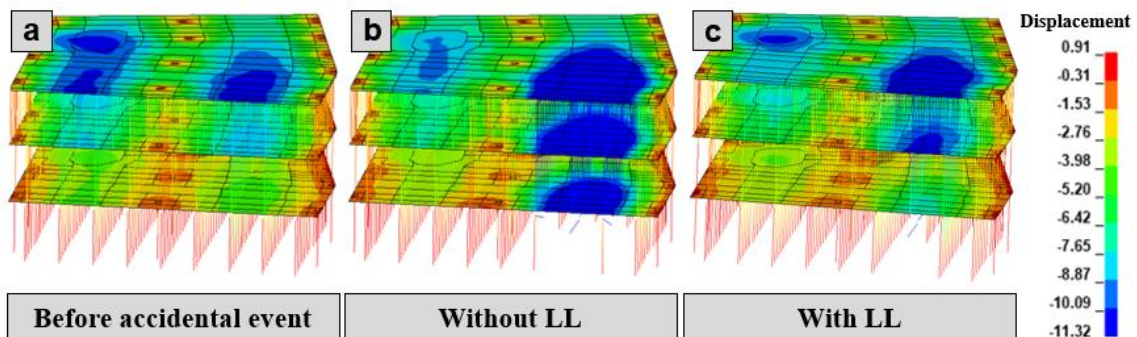 a
b
c
Displacement
0.91
-0.31
-1.53
-2.76
-3.98
-5.20
-6.42
-7.65
-8.87
-10.09
-11.32
Before accidental event
Without LL
With LL